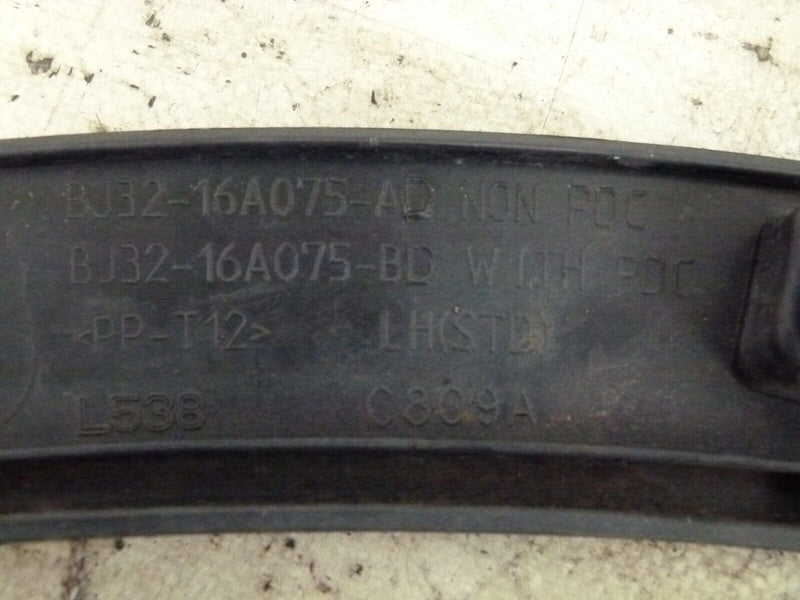 BJ32-16A075-AD NON PDC
BJ32-16A075-BD WITH PDC
<PP-T12> LH(STD)
L538 C8C9A